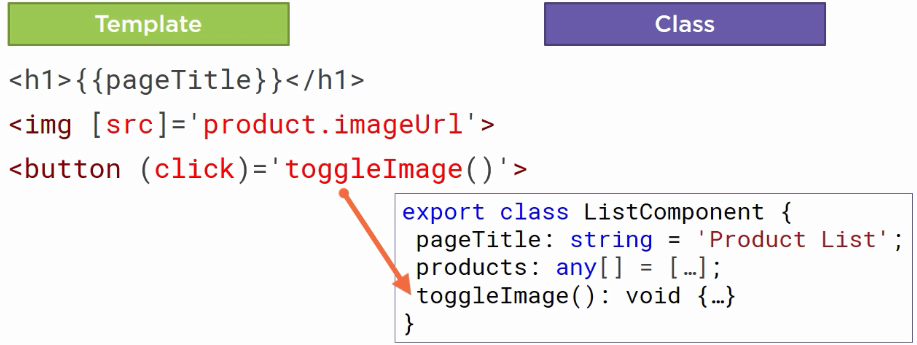 Template
Class
<h1>{{pageTitle}}</h1>
<img [src]='product.imageUrl'>
<button (click)='toggleImage()'>
export class ListComponent {
pageTitle: string = 'Product List';
products: any[] = […];
toggleImage(): void {…}
}